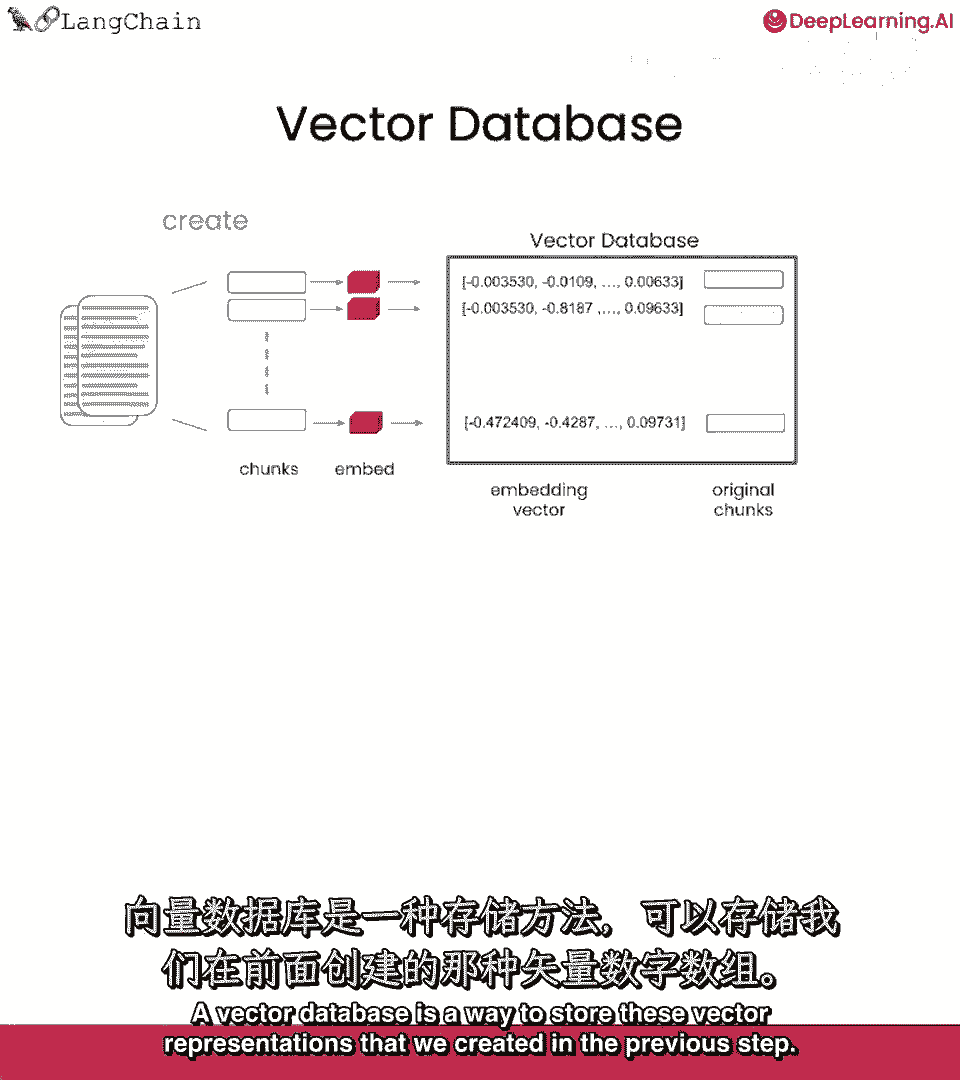 LangChain
DeepLearning.AI
Vector Database
create
Vector Database
[-0.003530, -0.0109, ..., 0.00633]
[-0.003530, -0.8187 ,..., 0.09633]
[-0.472409, -0.4287, ..., 0.09731]
chunks
embed
embedding
vector
original
chunks
向量数据库是一种存储方法，可以存储我
们在前面创建的那种矢量数字数组。
A vector database is a way to store these vector
representations that we created in the previous step.